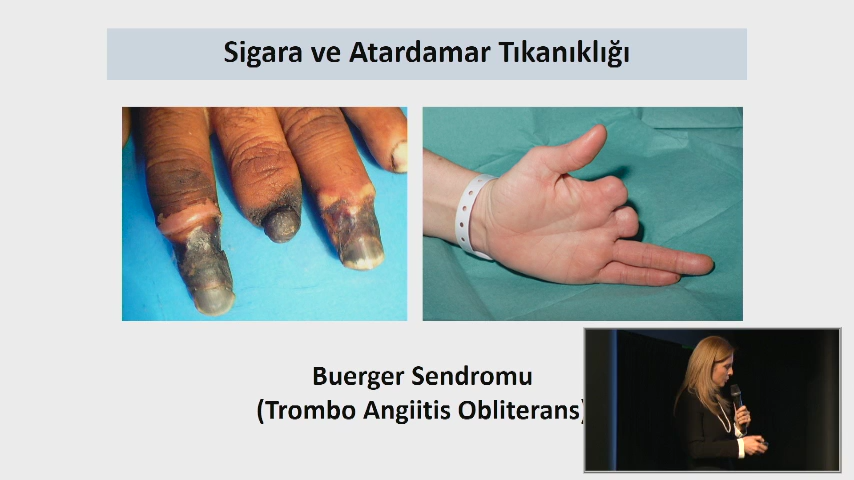 Sigara ve Atardamar Tıkanıklığı
Buerger Sendromu
(Trombo Angiitis Obliterans)